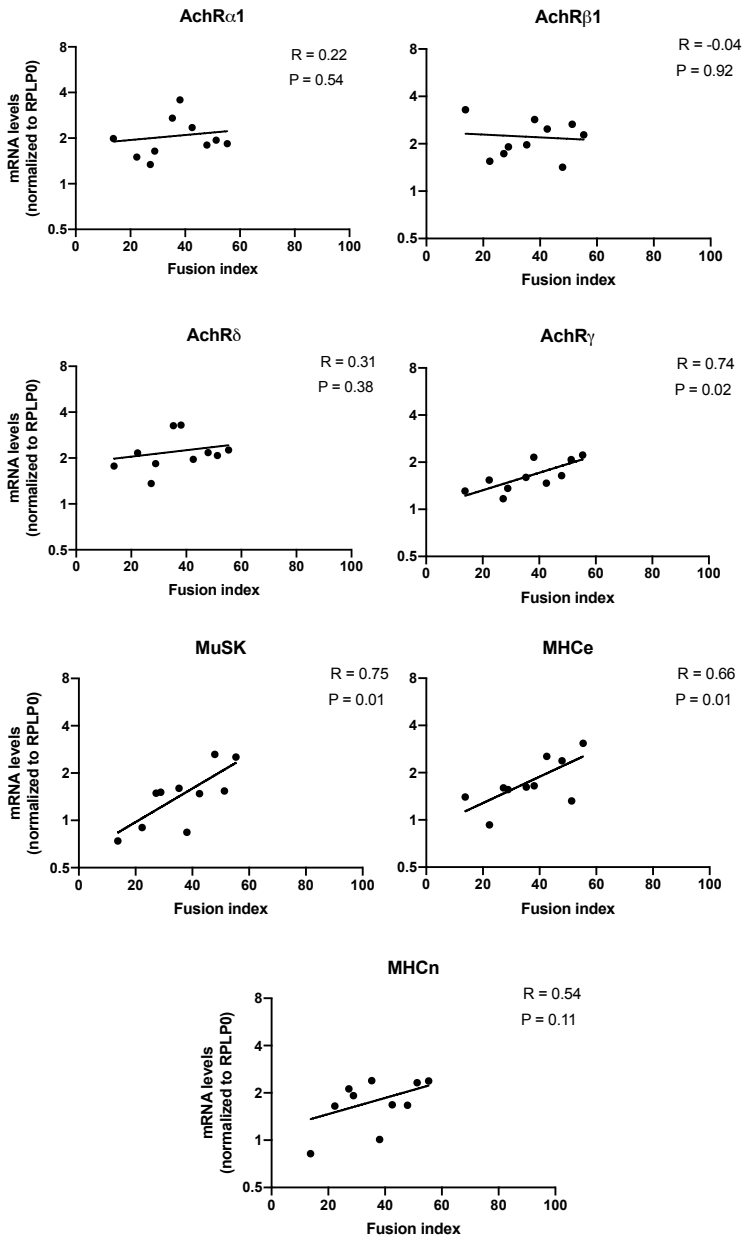 AchRα1
R = 0.22
P = 0.54
mRNA levels
(normalized to RPLP0)
8
4
2
1
0.5
0 20 40 60 80 100
Fusion index
AchRβ1
R = -0.04
P = 0.92
8
4
2
1
0.5
0 20 40 60 80 100
Fusion index
AchRδ
R = 0.31
P = 0.38
8
4
2
1
0.5
0 20 40 60 80 100
Fusion index
AchRγ
R = 0.74
P = 0.02
8
4
2
1
0.5
0 20 40 60 80 100
Fusion index
MuSK
R = 0.75
P = 0.01
mRNA levels
(normalized to RPLP0)
8
4
2
1
0.5
0 20 40 60 80 100
Fusion index
MHCe
R = 0.66
P = 0.01
8
4
2
1
0.5
0 20 40 60 80 100
Fusion index
MHCn
R = 0.54
P = 0.11
mRNA levels
(normalized to RPLP0)
8
4
2
1
0.5
0 20 40 60 80 100
Fusion index